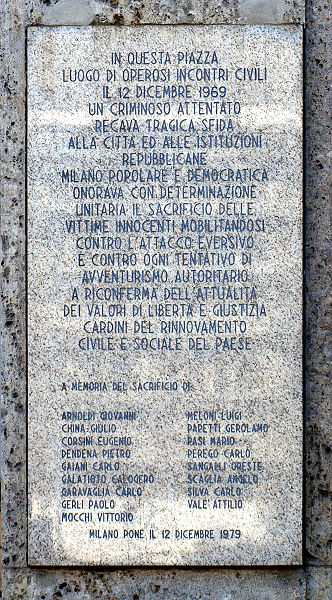 IN QUESTA PIAZZA
LUOGO DI OPEROSI INCONTRI CIVILI
IL 12 DICEMBRE 1969
UN CRIMINOSO ATTENTATO
RECAVA TRAGICA SFIDA
ALLA CITTÀ ED ALLE ISTITUZIONI
REPUBBLICANE
MILANO POPOLARE E DEMOCRATICA
ONORAVA CON DETERMINAZIONE
UNITARIA IL SACRIFICIO DELLE
VITTIME INNOCENTI MOBILITANDOSI
CONTRO L'ATTACCO EVERSIVO
E CONTRO OGNI TENTATIVO DI
AVVENTURISMO AUTORITARIO
A RICONFERMA DELL'ATTUALITÀ
DEI VALORI DI LIBERTÀ E GIUSTIZIA
CARDINI DEL RINNOVAMENTO
CIVILE E SOCIALE DEL PAESE
A MEMORIA DEL SACRIFICIO DI:
ARNOLDI GIOVANNI
CHINA GIULIO
CORSINI EUGENIO
DENDENA PIETRO
GAIANI CARLO
GALATIOTO CALOGERO
GARAVAGLIA CARLO
GERLI PAOLO
MOCCHI VITTORIO
MELONI LUIGI
PAPETTI GEROLAMO
PASI MARIO
PEREGO CARLO
SANGALLI ORESTE
SCAGLIA ANGELO
SILVA CARLO
VALE' ATTILIO
MILANO PONE IL 12 DICEMBRE 1979